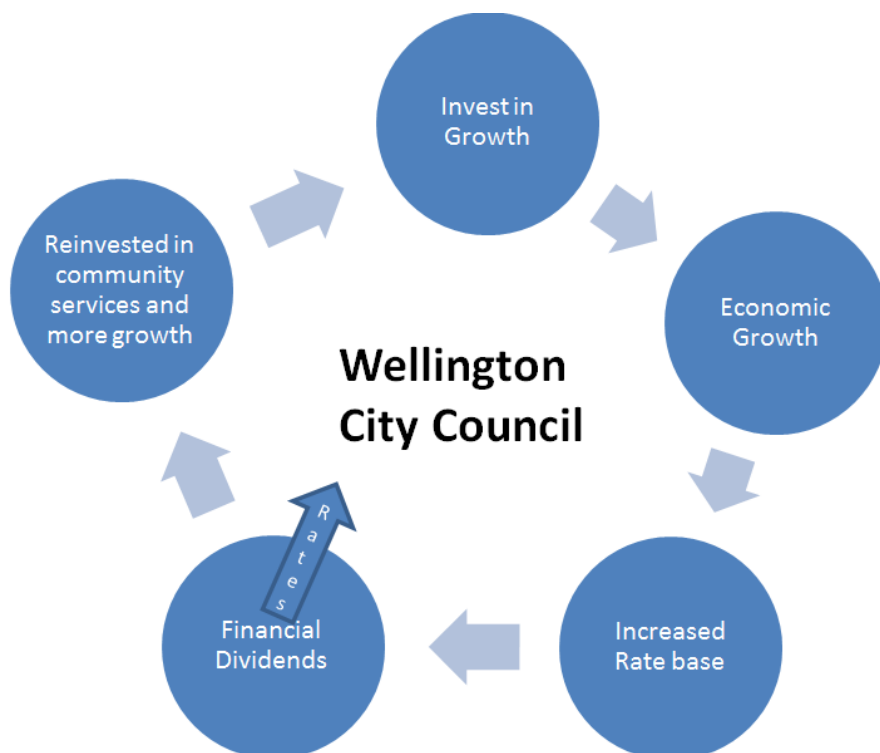 Invest in
Growth
Economic
Growth
Increased
Rate base
Financial
Dividends
Rates
Reinvested in
community
services and
more growth
Wellington
City Council